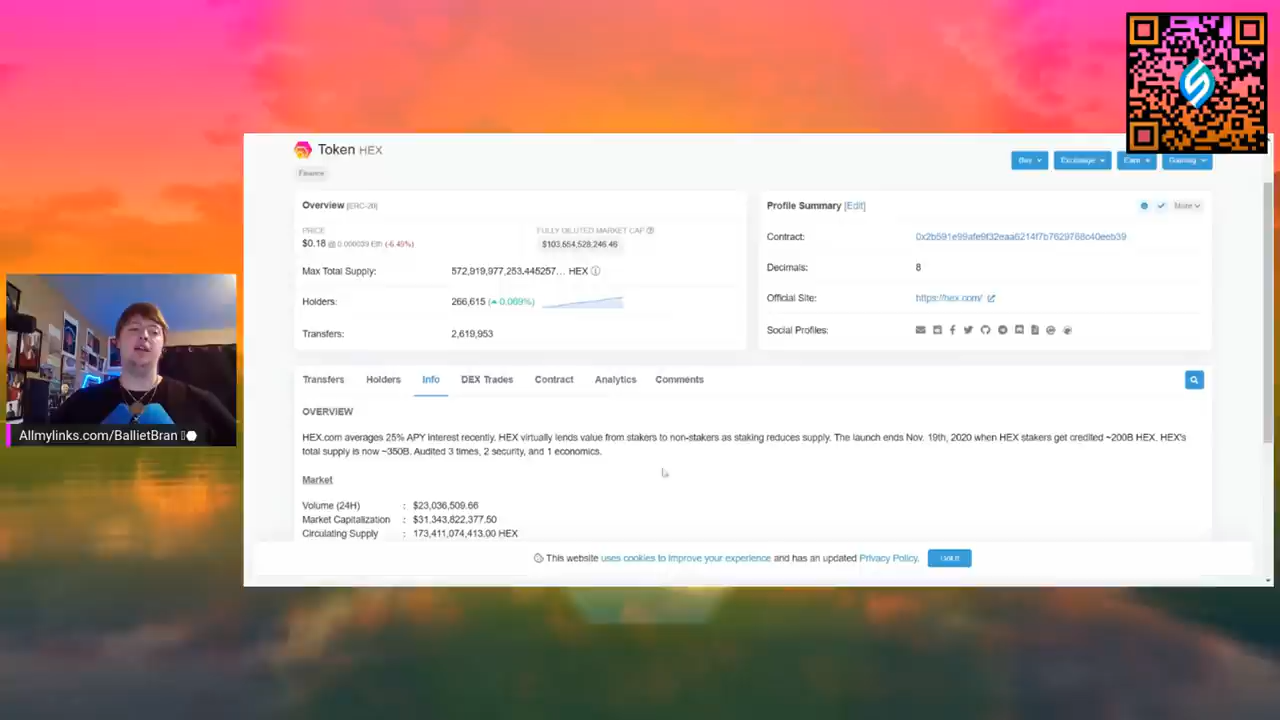 Token HEX
Finance
Buy
Exchange
Earn
Gaming
Overview [ERC-20]
PRICE
$0.18 @ 0.000039 Eth (-6.49%)
FULLY DILUTED MARKET CAP
$103,654,528,246.46
Max Total Supply:
572,919,977,253.445257... HEX
Holders:
266,615 (0.069%)
Transfers:
2,619,953
Profile Summary [Edit]
More
Contract:
0x2b591e99afe9f32eaa6214f7b7629768c40eeb39
Decimals:
8
Official Site:
https://hex.com/
Social Profiles:
Transfers
Holders
Info
DEX Trades
Contract
Analytics
Comments
OVERVIEW
HEX.com averages 25% APY interest recently. HEX virtually lends value from stakers to non-stakers as staking reduces supply. The launch ends Nov. 19th, 2020 when HEX stakers get credited ~200B HEX. HEX's
total supply is now ~350B. Audited 3 times, 2 security, and 1 economics.
Market
Volume (24H) : $23,036,509.66
Market Capitalization : $31,343,822,377.50
Circulating Supply : 173,411,074,413.00 HEX
This website uses cookies to improve your experience and has an updated Privacy Policy.
Got It
Allmylinks.com/BallietBran